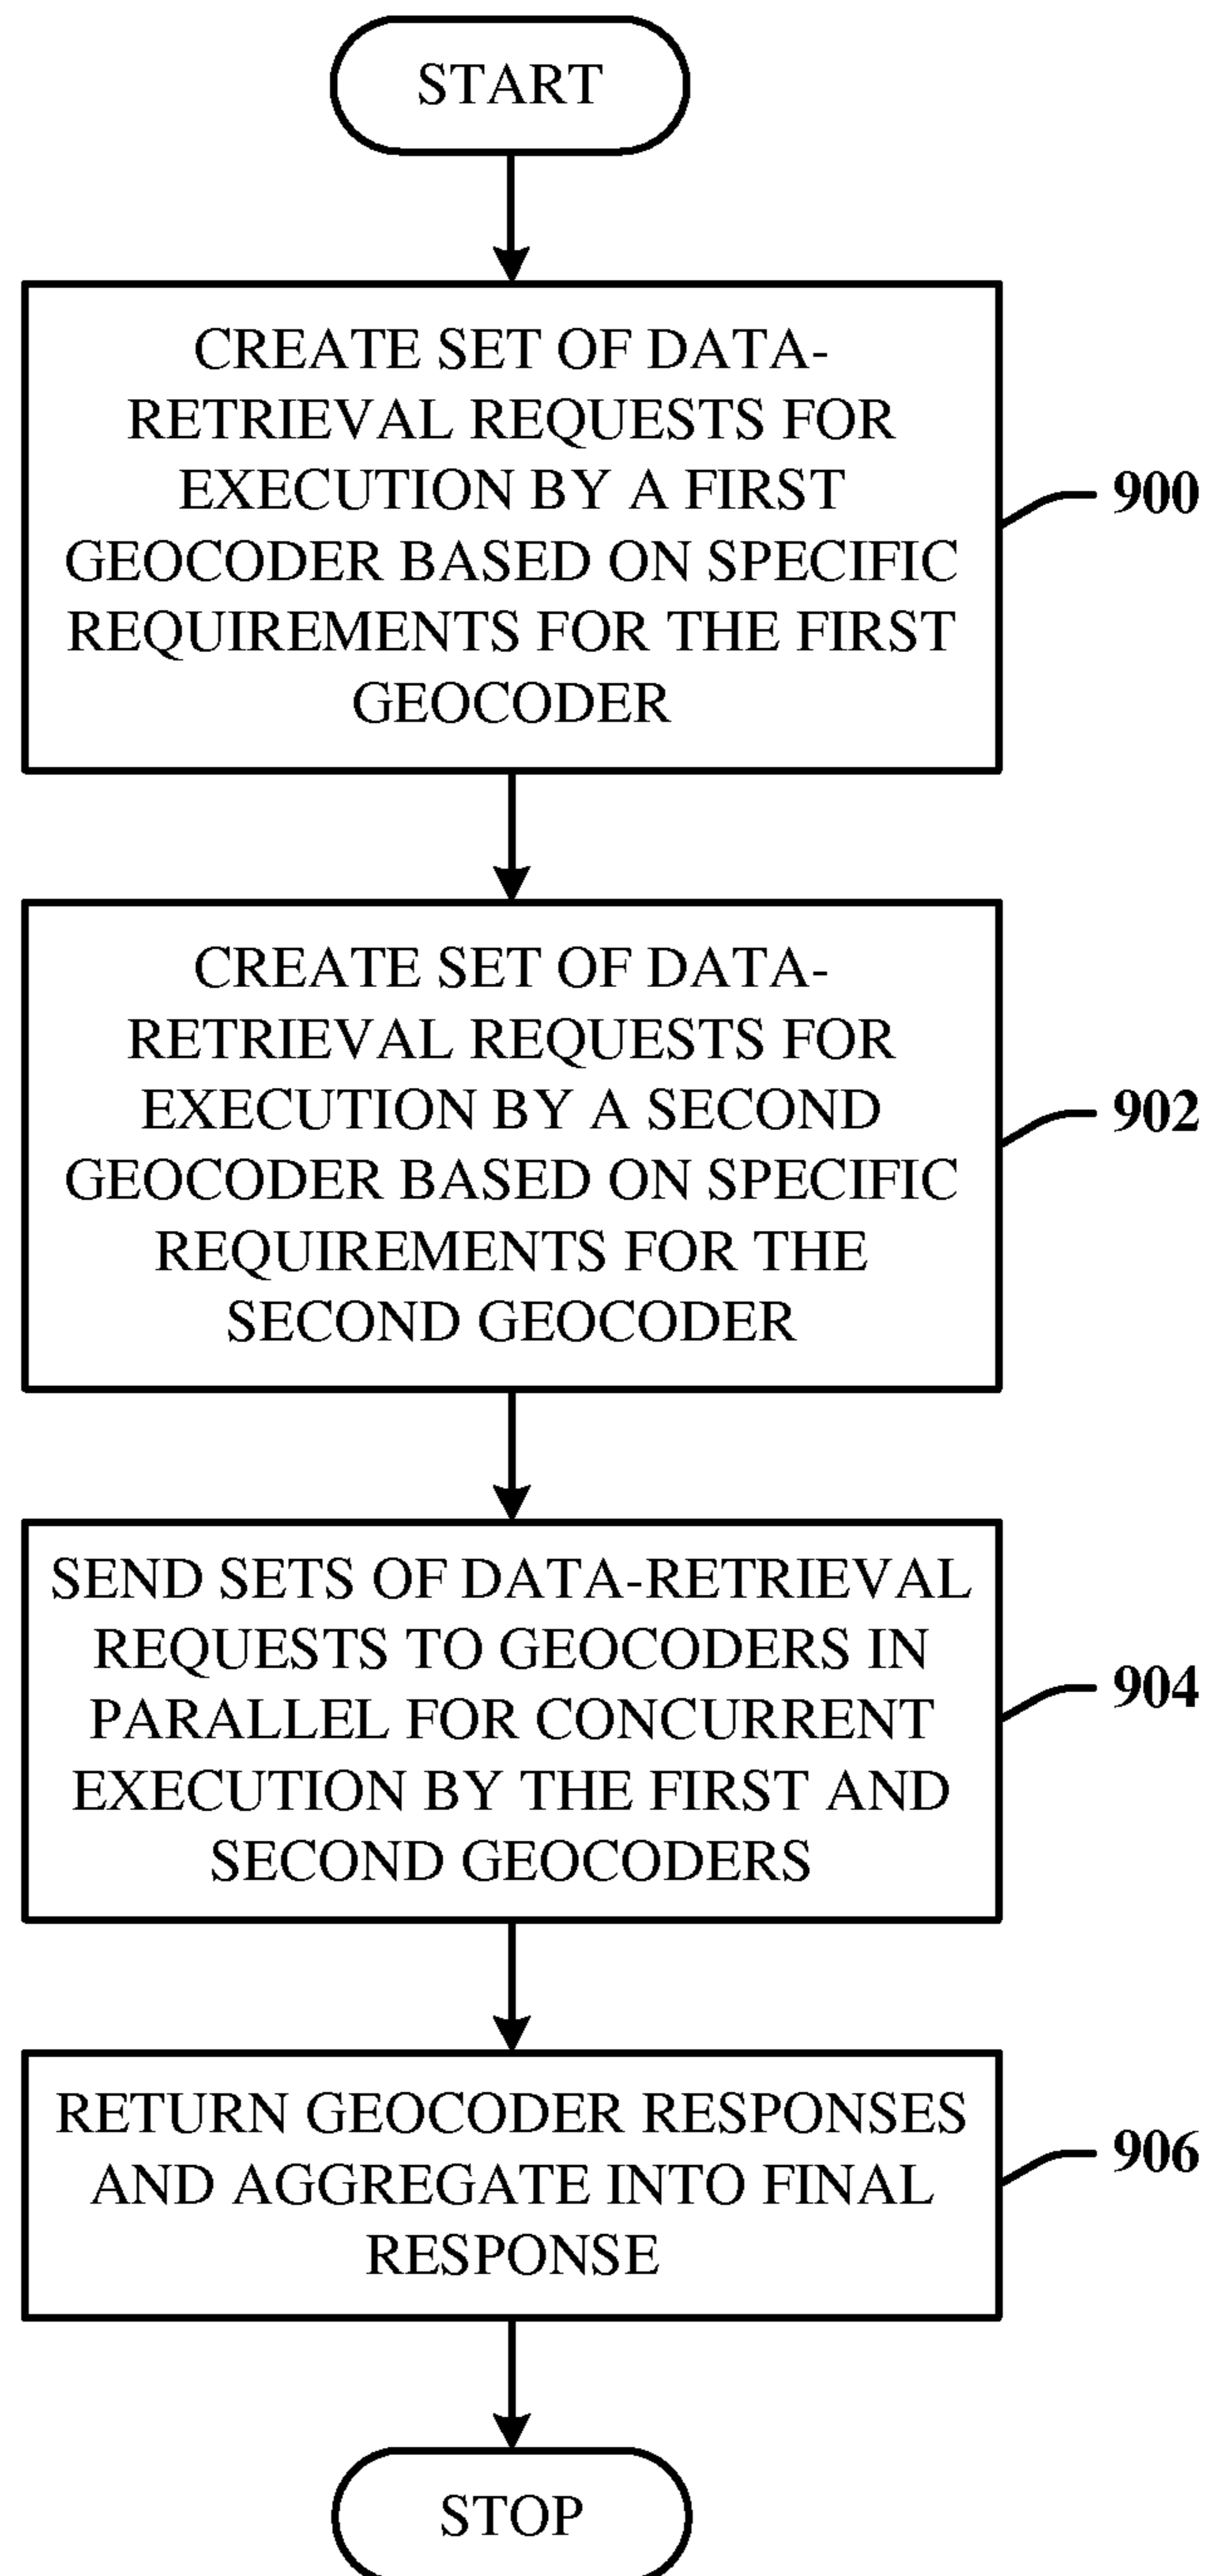 START
CREATE SET OF DATA-
RETRIEVAL REQUESTS FOR
EXECUTION BY A FIRST
GEOCODER BASED ON SPECIFIC
REQUIREMENTS FOR THE FIRST
GEOCODER
900
CREATE SET OF DATA-
RETRIEVAL REQUESTS FOR
EXECUTION BY A SECOND
GEOCODER BASED ON SPECIFIC
REQUIREMENTS FOR THE
SECOND GEOCODER
902
SEND SETS OF DATA-RETRIEVAL
REQUESTS TO GEOCODERS IN
PARALLEL FOR CONCURRENT
EXECUTION BY THE FIRST AND
SECOND GEOCODERS
904
RETURN GEOCODER RESPONSES
AND AGGREGATE INTO FINAL
RESPONSE
906
STOP